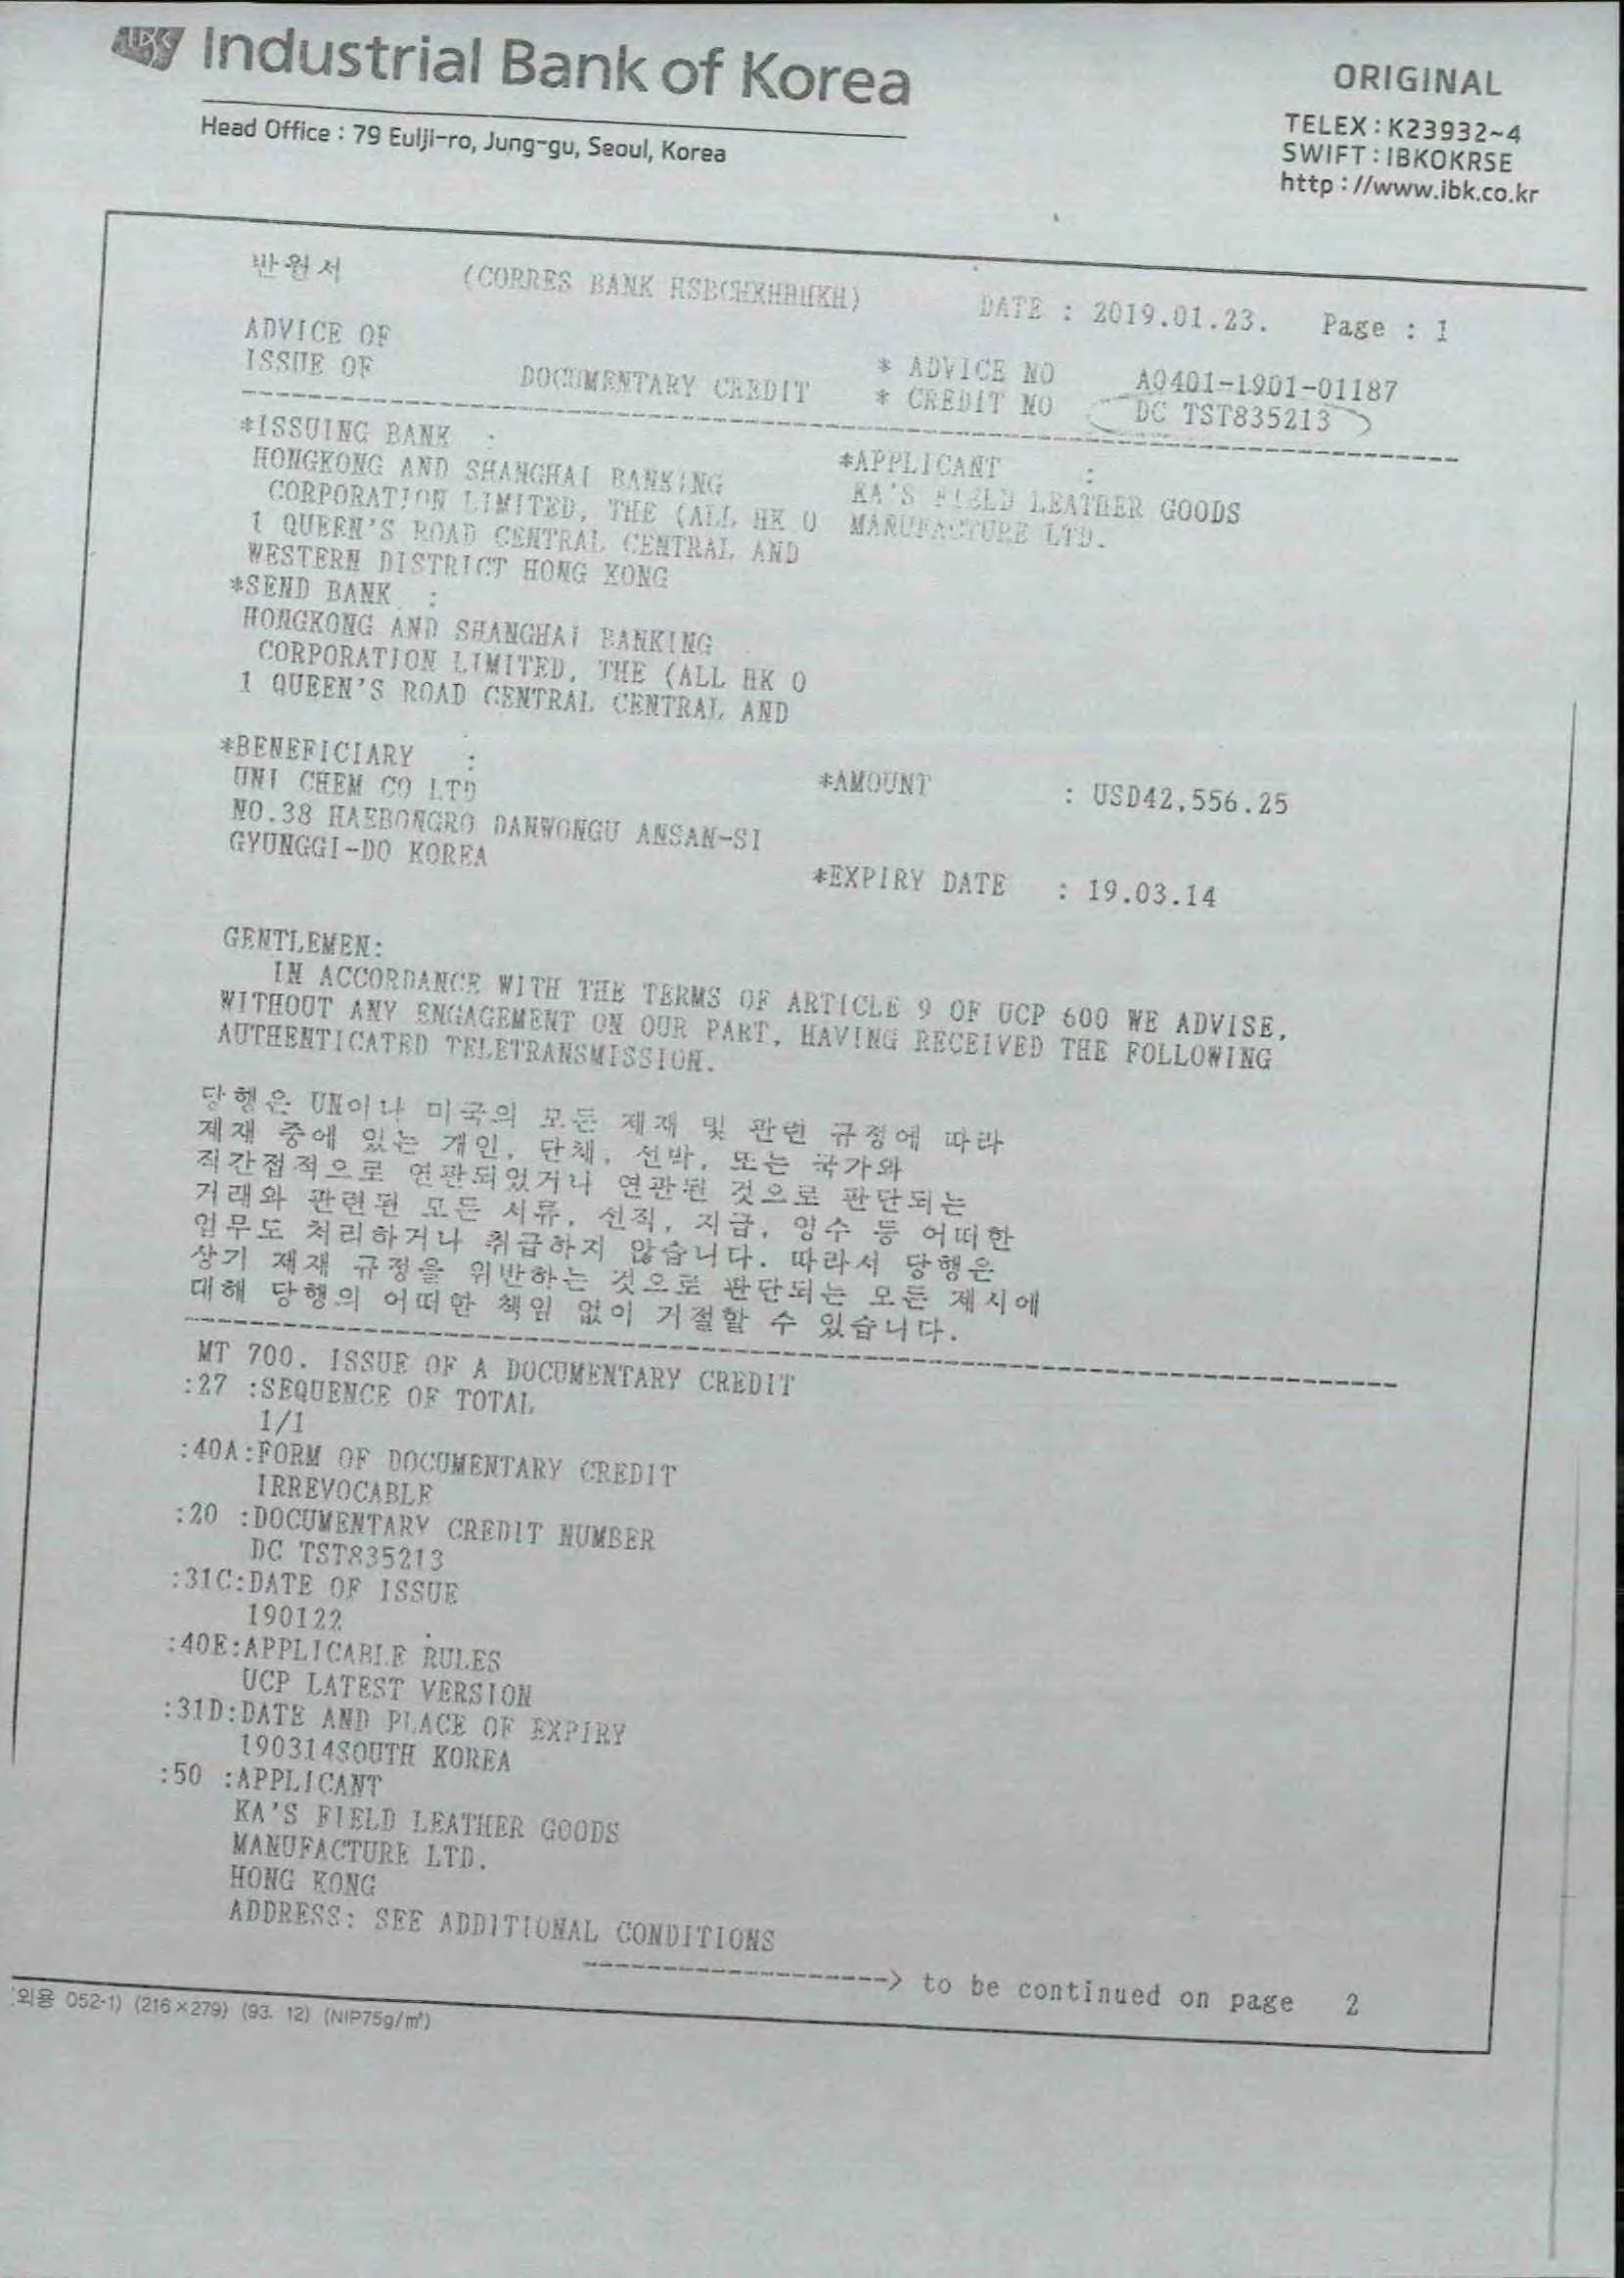 IBK Industrial Bank of Korea
ORIGINAL
Head Office : 79 Eulji-ro, Jung-gu, Seoul, Korea
TELEX : K23932~4
SWIFT : IBKOKRSE
http : //www.ibk.co.kr
반월서 (CORRES BANK HSBCHKHHHKH) DATE : 2019.01.23. Page : 1
ADVICE OF
ISSUE OF DOCUMENTARY CREDIT
* ADVICE NO A0401-1901-01187
* CREDIT NO DC TST835213
*ISSUING BANK :
HONGKONG AND SHANGHAI BANKING
CORPORATION LIMITED, THE (ALL HK O
1 QUEEN'S ROAD CENTRAL CENTRAL AND
WESTERN DISTRICT HONG KONG
*APPLICANT :
KA'S FIELD LEATHER GOODS
MANUFACTURE LTD.
*SEND BANK :
HONGKONG AND SHANGHAI BANKING
CORPORATION LIMITED, THE (ALL HK O
1 QUEEN'S ROAD CENTRAL CENTRAL AND
*BENEFICIARY :
UNI CHEM CO LTD
NO.38 HAEBONGRO DANWONGU ANSAN-SI
GYUNGGI-DO KOREA
*AMOUNT : USD42,556.25
*EXPIRY DATE : 19.03.14
GENTLEMEN:
IN ACCORDANCE WITH THE TERMS OF ARTICLE 9 OF UCP 600 WE ADVISE,
WITHOUT ANY ENGAGEMENT ON OUR PART, HAVING RECEIVED THE FOLLOWING
AUTHENTICATED TELETRANSMISSION.
당행은 UN이나 미국의 모든 제재 및 관련 규정에 따라
제재 중에 있는 개인, 단체, 선박, 또는 국가와
직간접적으로 연관되었거나 연관된 것으로 판단되는
거래와 관련된 모든 서류, 선적, 지급, 인수 등 어떠한
업무도 처리하거나 취급하지 않습니다. 따라서 당행은
상기 제재 규정을 위반하는 것으로 판단되는 모든 제시에
대해 당행의 어떠한 책임 없이 거절할 수 있습니다.
MT 700. ISSUE OF A DOCUMENTARY CREDIT
:27 :SEQUENCE OF TOTAL
1/1
:40A:FORM OF DOCUMENTARY CREDIT
IRREVOCABLE
:20 :DOCUMENTARY CREDIT NUMBER
DC TST835213
:31C:DATE OF ISSUE
190122
:40E:APPLICABLE RULES
UCP LATEST VERSION
:31D:DATE AND PLACE OF EXPIRY
190314SOUTH KOREA
:50 :APPLICANT
KA'S FIELD LEATHER GOODS
MANUFACTURE LTD.
HONG KONG
ADDRESS: SEE ADDITIONAL CONDITIONS
-------------------> to be continued on page 2
외용 052-1) (216×279) (93. 12) (NIP75g/㎡)